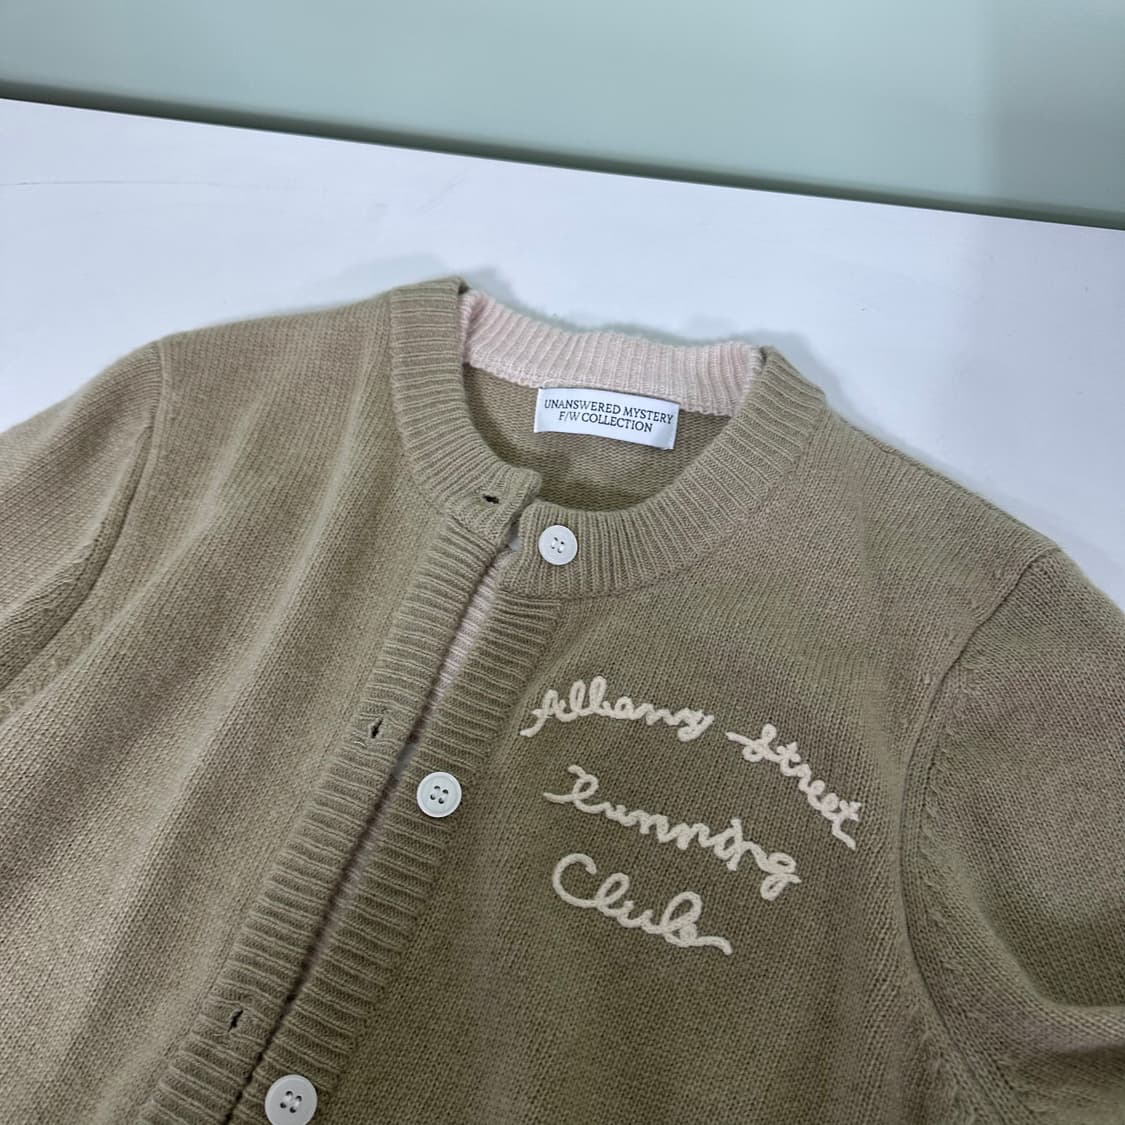 UNANSWERED MYSTERY
F/W COLLECTION
Albany Street
Running
Club